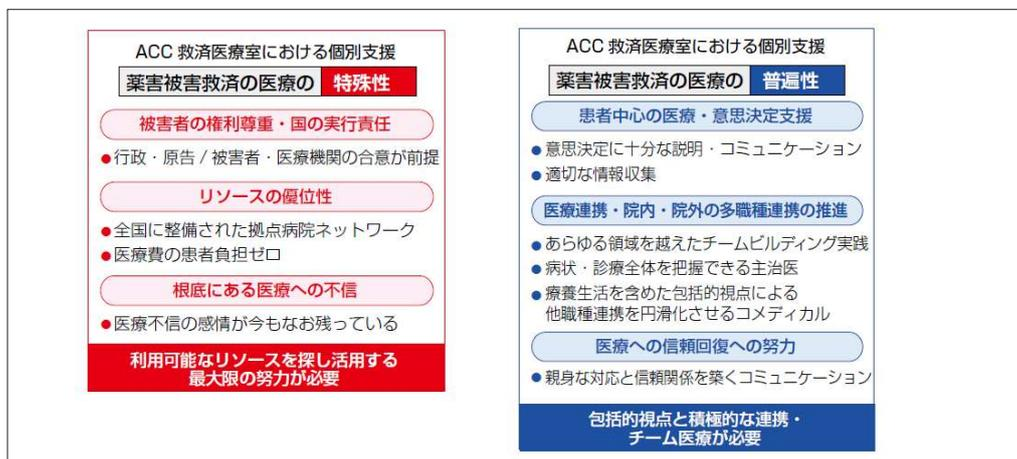 ACC 救済医療室における個別支援
薬害被害救済の医療の 特殊性
被害者の権利尊重・国の実行責任
●行政・原告 / 被害者・医療機関の合意が前提
リソースの優位性
●全国に整備された拠点病院ネットワーク
●医療費の患者負担ゼロ
根底にある医療への不信
●医療不信の感情が今もなお残っている
利用可能なリソースを探し活用する
最大限の努力が必要
ACC 救済医療室における個別支援
薬害被害救済の医療の 普遍性
患者中心の医療・意思決定支援
●意思決定に十分な説明・コミュニケーション
●適切な情報収集
医療連携・院内・院外の多職種連携の推進
●あらゆる領域を越えたチームビルディング実践
●病状・診療全体を把握できる主治医
●療養生活を含めた包括的視点による
他職種連携を円滑化させるコメディカル
医療への信頼回復への努力
●親身な対応と信頼関係を築くコミュニケーション
包括的視点と積極的な連携・
チーム医療が必要